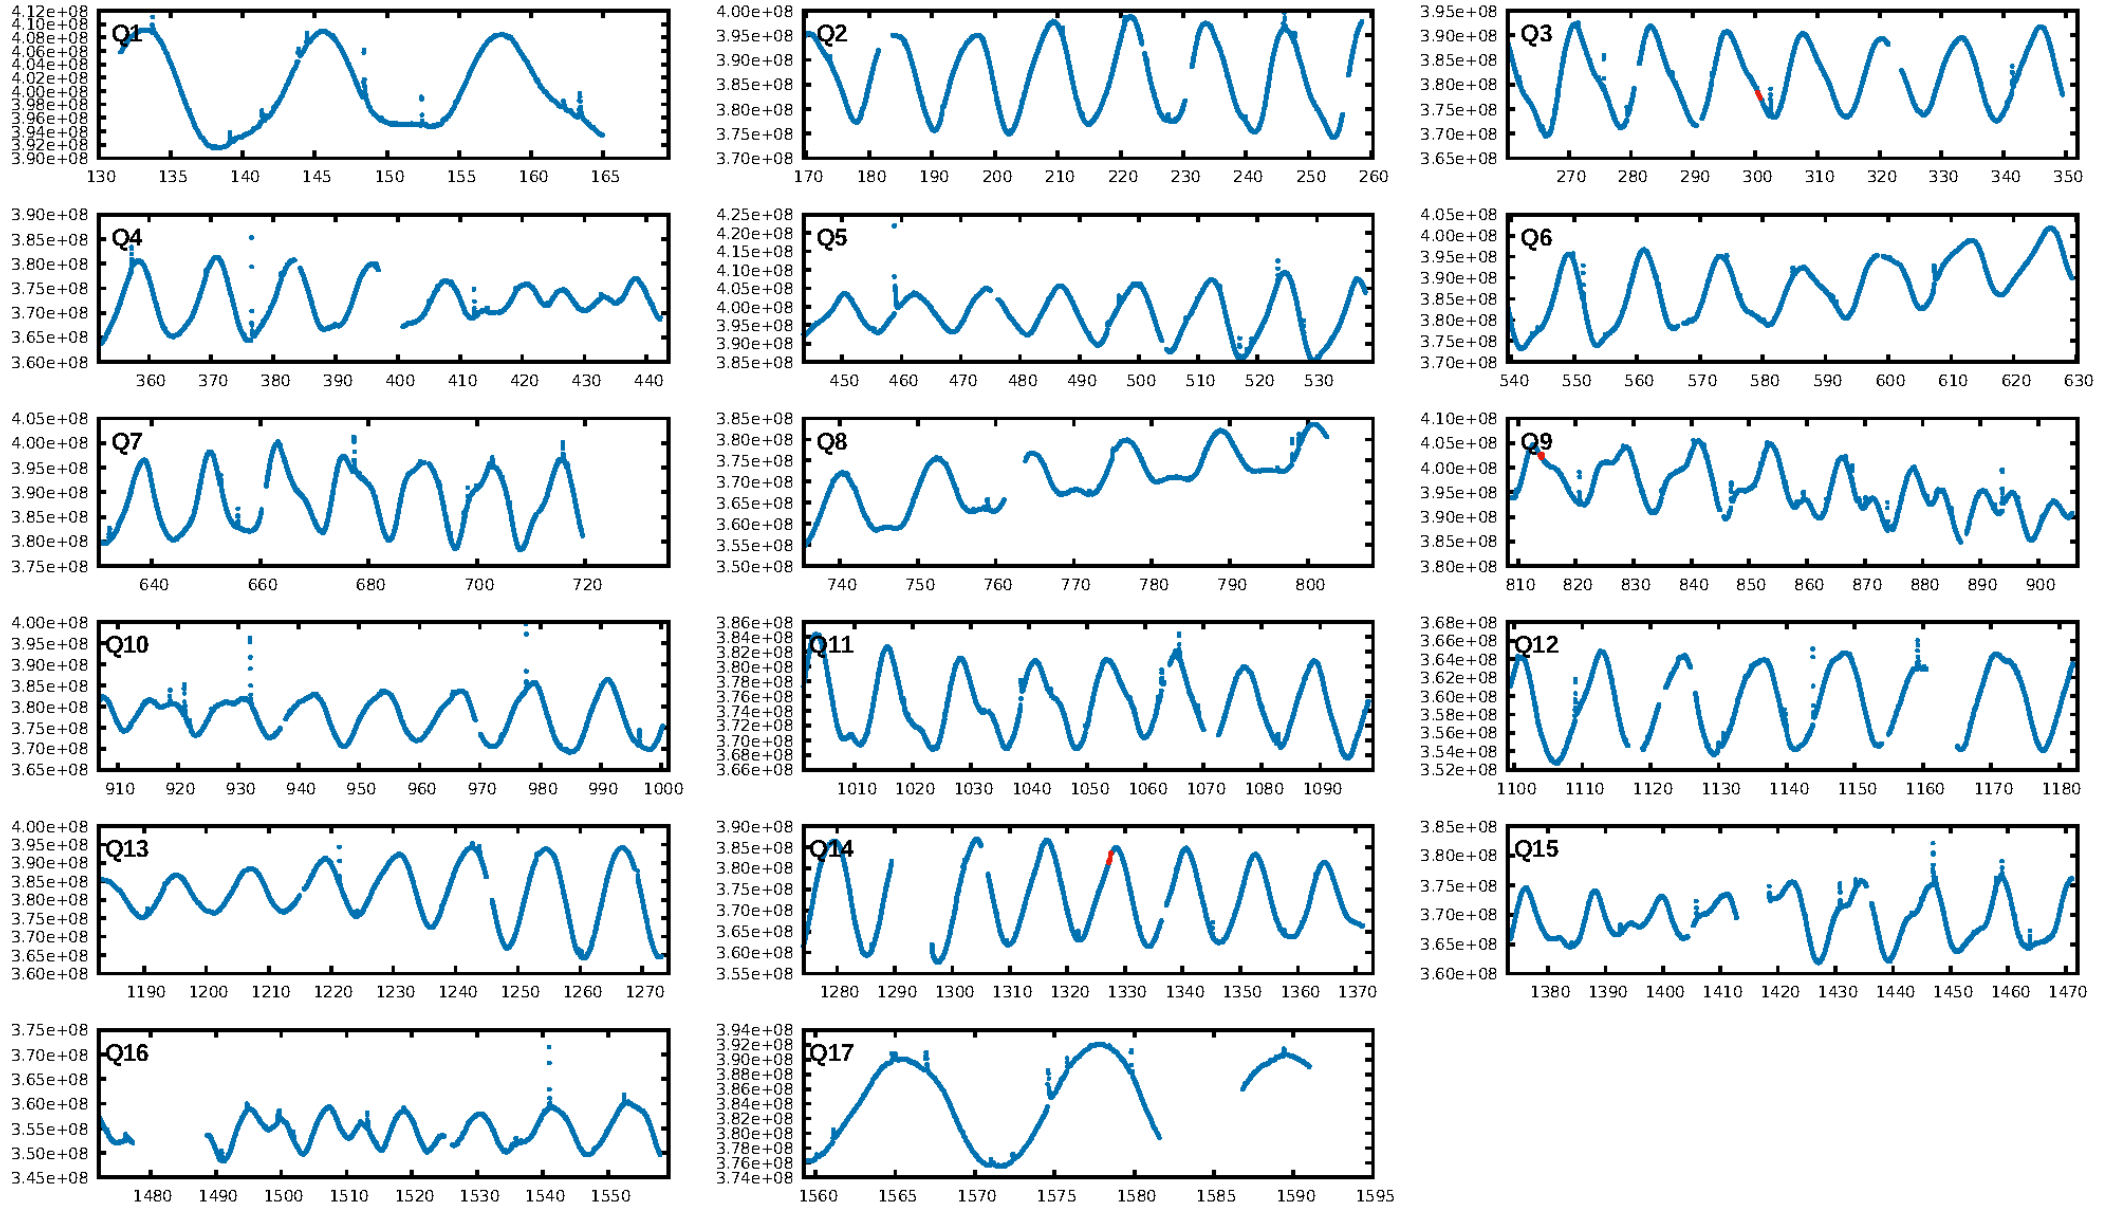 4.12e+08
4.10e+08
4.08e+08
4.06e+08
4.04e+08
4.02e+08
4.00e+08
3.98e+08
3.96e+08
3.94e+08
3.92e+08
3.90e+08
Q1
130 135 140 145 150 155 160 165
4.00e+08
3.95e+08
3.90e+08
3.85e+08
3.80e+08
3.75e+08
3.70e+08
Q2
170 180 190 200 210 220 230 240 250 260
3.95e+08
3.90e+08
3.85e+08
3.80e+08
3.75e+08
3.70e+08
3.65e+08
Q3
270 280 290 300 310 320 330 340 350
3.90e+08
3.85e+08
3.80e+08
3.75e+08
3.70e+08
3.65e+08
3.60e+08
Q4
360 370 380 390 400 410 420 430 440
4.25e+08
4.20e+08
4.15e+08
4.10e+08
4.05e+08
4.00e+08
3.95e+08
3.90e+08
3.85e+08
Q5
450 460 470 480 490 500 510 520 530
4.05e+08
4.00e+08
3.95e+08
3.90e+08
3.85e+08
3.80e+08
3.75e+08
3.70e+08
Q6
540 550 560 570 580 590 600 610 620 630
4.05e+08
4.00e+08
3.95e+08
3.90e+08
3.85e+08
3.80e+08
3.75e+08
Q7
640 660 680 700 720
3.85e+08
3.80e+08
3.75e+08
3.70e+08
3.65e+08
3.60e+08
3.55e+08
3.50e+08
Q8
740 750 760 770 780 790 800
4.10e+08
4.05e+08
4.00e+08
3.95e+08
3.90e+08
3.85e+08
3.80e+08
Q9
810 820 830 840 850 860 870 880 890 900
4.00e+08
3.95e+08
3.90e+08
3.85e+08
3.80e+08
3.75e+08
3.70e+08
3.65e+08
Q10
910 920 930 940 950 960 970 980 990 1000
3.86e+08
3.84e+08
3.82e+08
3.80e+08
3.78e+08
3.76e+08
3.74e+08
3.72e+08
3.70e+08
3.68e+08
3.66e+08
Q11
1010 1020 1030 1040 1050 1060 1070 1080 1090
3.68e+08
3.66e+08
3.64e+08
3.62e+08
3.60e+08
3.58e+08
3.56e+08
3.54e+08
3.52e+08
Q12
1100 1110 1120 1130 1140 1150 1160 1170 1180
4.00e+08
3.95e+08
3.90e+08
3.85e+08
3.80e+08
3.75e+08
3.70e+08
3.65e+08
3.60e+08
Q13
1190 1200 1210 1220 1230 1240 1250 1260 1270
3.90e+08
3.85e+08
3.80e+08
3.75e+08
3.70e+08
3.65e+08
3.60e+08
3.55e+08
Q14
1280 1290 1300 1310 1320 1330 1340 1350 1360 1370
3.85e+08
3.80e+08
3.75e+08
3.70e+08
3.65e+08
3.60e+08
Q15
1380 1390 1400 1410 1420 1430 1440 1450 1460 1470
3.75e+08
3.70e+08
3.65e+08
3.60e+08
3.55e+08
3.50e+08
3.45e+08
Q16
1480 1490 1500 1510 1520 1530 1540 1550
3.94e+08
3.92e+08
3.90e+08
3.88e+08
3.86e+08
3.84e+08
3.82e+08
3.80e+08
3.78e+08
3.76e+08
3.74e+08
Q17
1560 1565 1570 1575 1580 1585 1590 1595